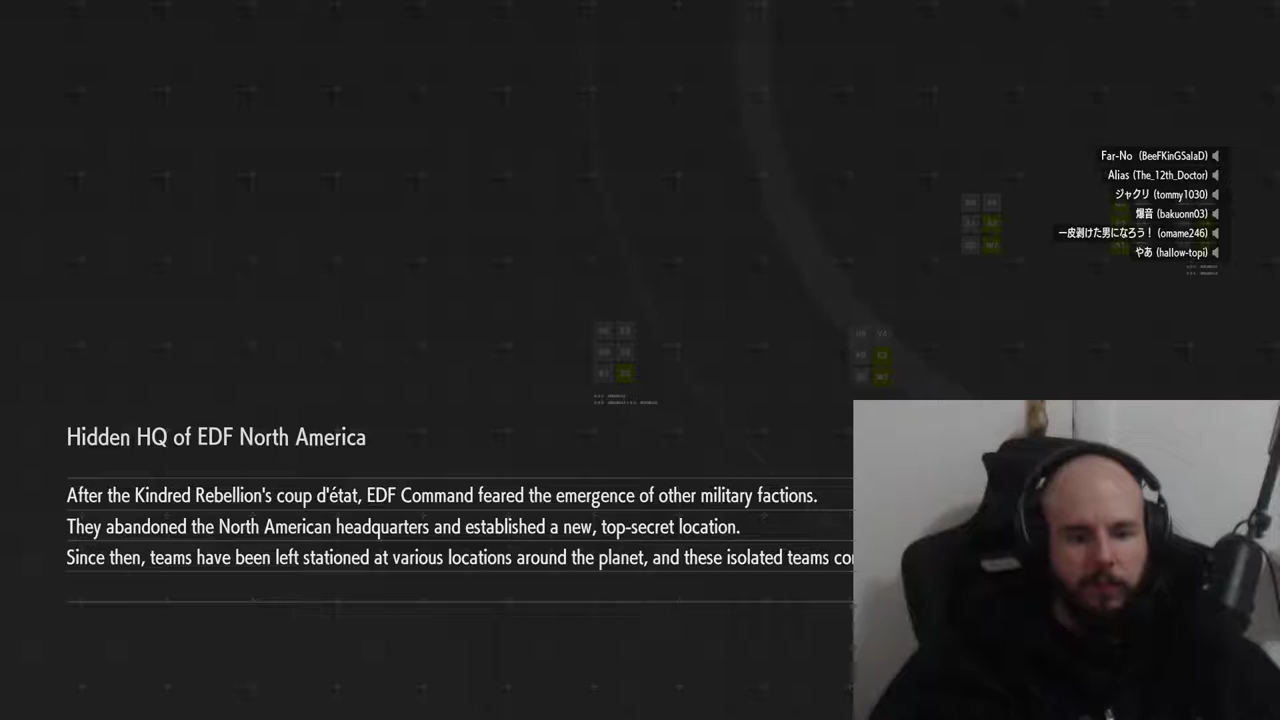 Far-No (BeeFKinGSalaD)
Alias (The_12th_Doctor)
ジャクリ (tommy1030)
爆音 (bakuonn03)
一皮剥けた男になろう！ (omame246)
やあ (hallow-topi)
Hidden HQ of EDF North America
After the Kindred Rebellion's coup d'état, EDF Command feared the emergence of other military factions.
They abandoned the North American headquarters and established a new, top-secret location.
Since then, teams have been left stationed at various locations around the planet, and these isolated teams